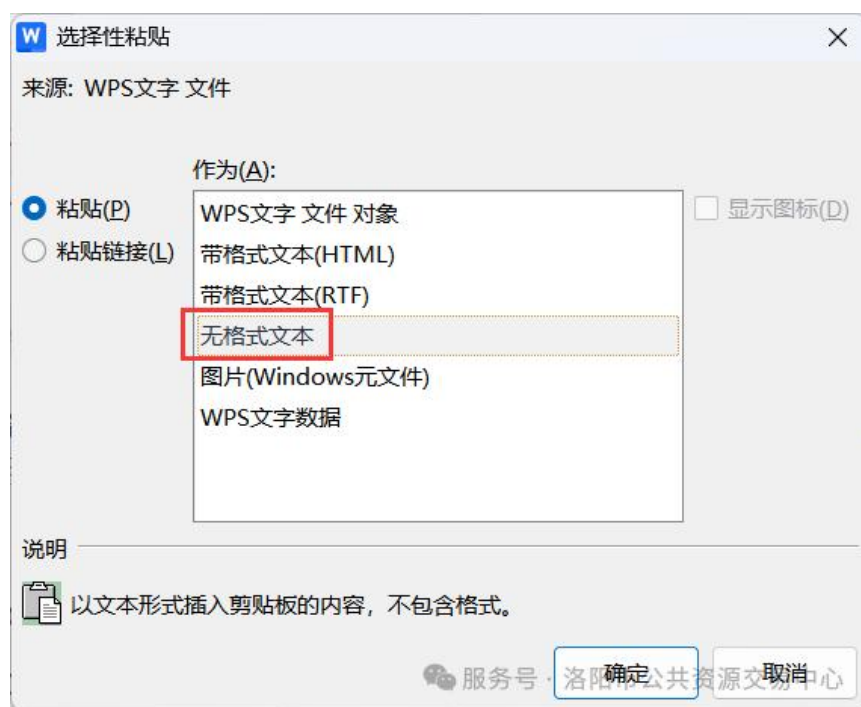 W 选择性粘贴
来源: WPS文字 文件
作为(A):
粘贴(P)
粘贴链接(L)
WPS文字 文件 对象
带格式文本(HTML)
带格式文本(RTF)
无格式文本
图片(Windows元文件)
WPS文字数据
显示图标(D)
说明
以文本形式插入剪贴板的内容，不包含格式。
确定
取消
服务号 · 洛阳市公共资源交易中心